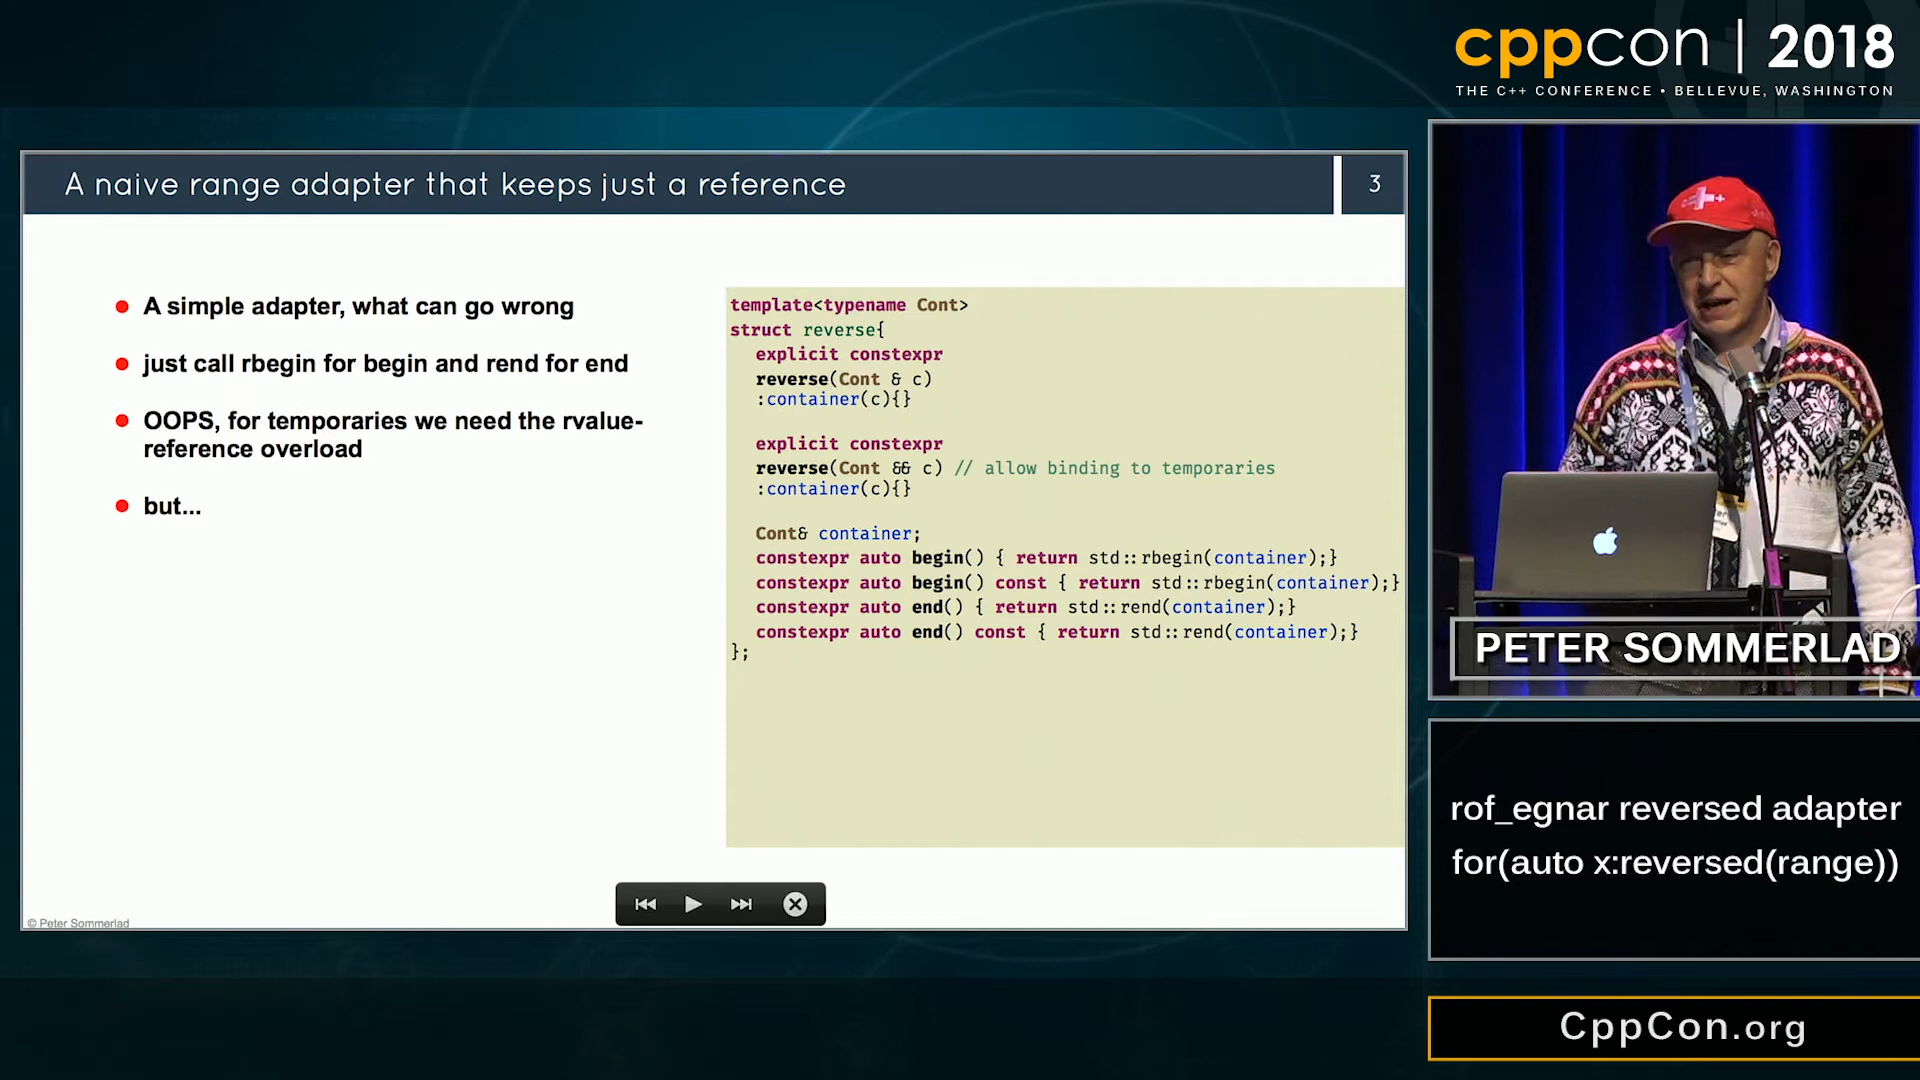 cppcon | 2018
THE C++ CONFERENCE • BELLEVUE, WASHINGTON
A naive range adapter that keeps just a reference
3
A simple adapter, what can go wrong
just call rbegin for begin and rend for end
OOPS, for temporaries we need the rvalue-
reference overload
but...
template<typename Cont>
struct reverse{
explicit constexpr
reverse(Cont & c)
:container(c){}
explicit constexpr
reverse(Cont && c) // allow binding to temporaries
:container(c){}
Cont& container;
constexpr auto begin() { return std::rbegin(container);}
constexpr auto begin() const { return std::rbegin(container);}
constexpr auto end() { return std::rend(container);}
constexpr auto end() const { return std::rend(container);}
};
© Peter Sommerlad
PETER SOMMERLAD
rof_egnar reversed adapter
for(auto x:reversed(range))
CppCon.org